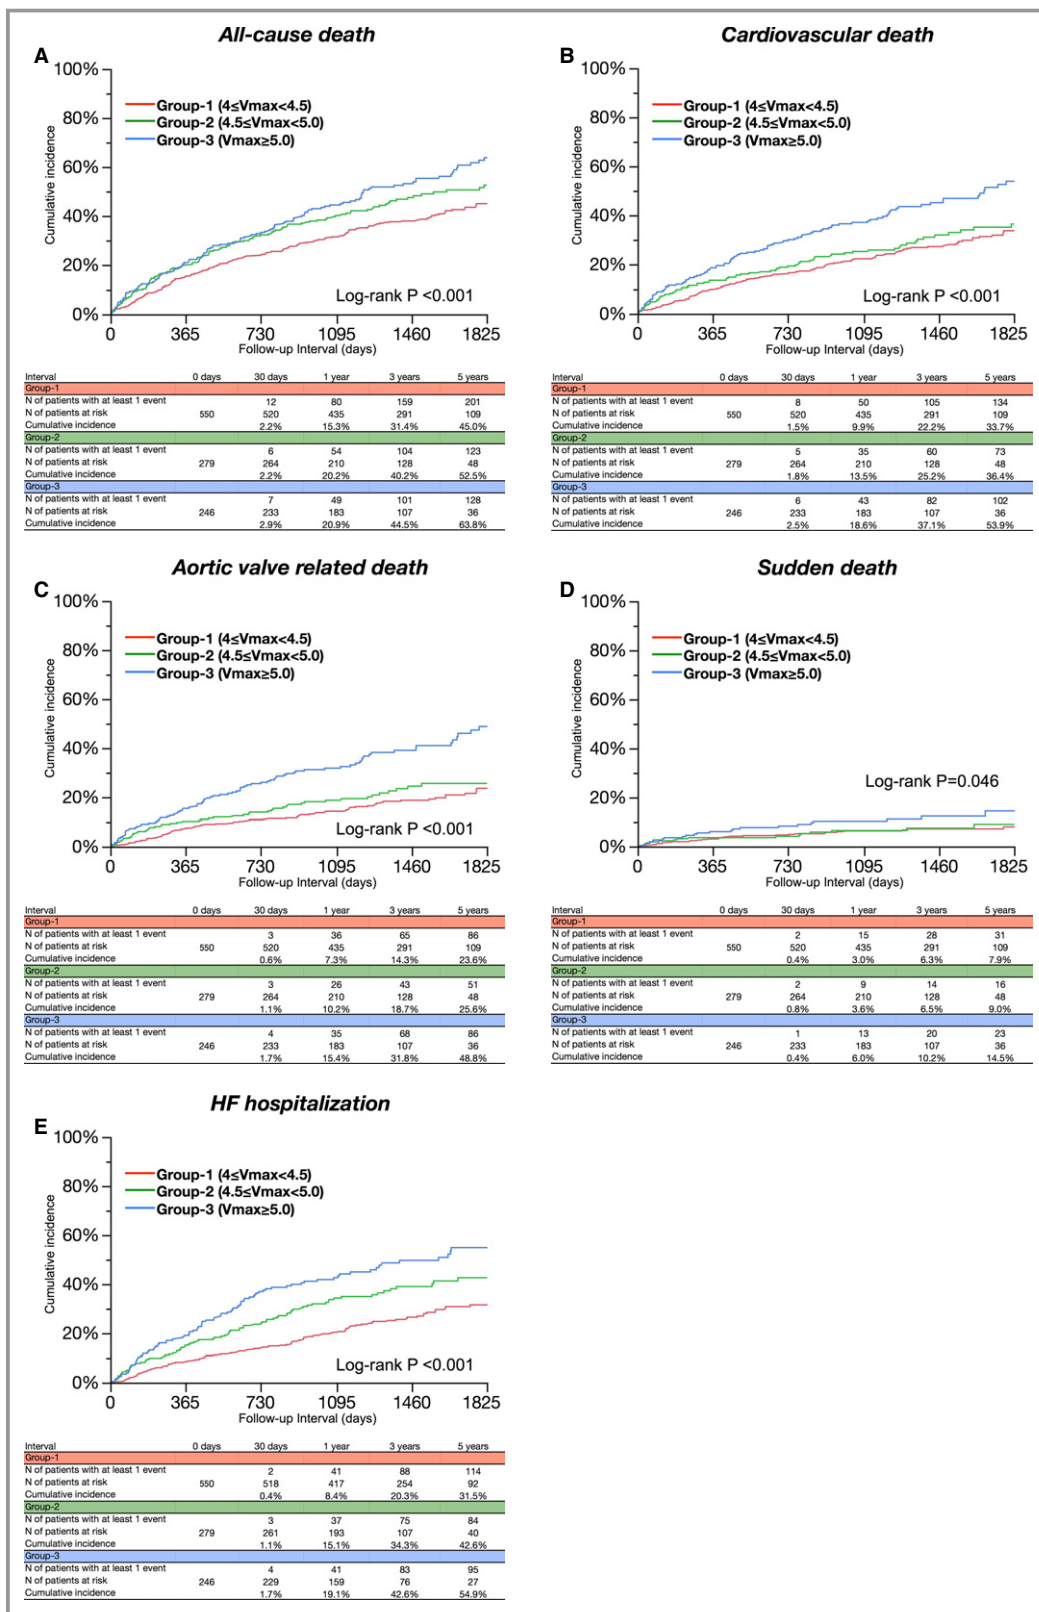 All-cause death
A
100%
80%
60%
40%
20%
0%
Cumulative incidence
Group-1 (4≤Vmax<4.5)
Group-2 (4.5≤Vmax<5.0)
Group-3 (Vmax≥5.0)
Log-rank P <0.001
0 365 730 1095 1460 1825
Follow-up Interval (days)
Interval 0 days 30 days 1 year 3 years 5 years
Group-1
N of patients with at least 1 event 12 80 159 201
N of patients at risk 550 520 435 291 109
Cumulative incidence 2.2% 15.3% 31.4% 45.0%
Group-2
N of patients with at least 1 event 6 54 104 123
N of patients at risk 279 264 210 128 48
Cumulative incidence 2.2% 20.2% 40.2% 52.5%
Group-3
N of patients with at least 1 event 7 49 101 128
N of patients at risk 246 233 183 107 36
Cumulative incidence 2.9% 20.9% 44.5% 63.8%
Cardiovascular death
B
100%
80%
60%
40%
20%
0%
Cumulative incidence
Group-1 (4≤Vmax<4.5)
Group-2 (4.5≤Vmax<5.0)
Group-3 (Vmax≥5.0)
Log-rank P <0.001
0 365 730 1095 1460 1825
Follow-up Interval (days)
Interval 0 days 30 days 1 year 3 years 5 years
Group-1
N of patients with at least 1 event 8 50 105 134
N of patients at risk 550 520 435 291 109
Cumulative incidence 1.5% 9.9% 22.2% 33.7%
Group-2
N of patients with at least 1 event 5 35 60 73
N of patients at risk 279 264 210 128 48
Cumulative incidence 1.8% 13.5% 25.2% 36.4%
Group-3
N of patients with at least 1 event 6 43 82 102
N of patients at risk 246 233 183 107 36
Cumulative incidence 2.5% 18.6% 37.1% 53.9%
Aortic valve related death
C
100%
80%
60%
40%
20%
0%
Cumulative incidence
Group-1 (4≤Vmax<4.5)
Group-2 (4.5≤Vmax<5.0)
Group-3 (Vmax≥5.0)
Log-rank P <0.001
0 365 730 1095 1460 1825
Follow-up Interval (days)
Interval 0 days 30 days 1 year 3 years 5 years
Group-1
N of patients with at least 1 event 3 36 65 86
N of patients at risk 550 520 435 291 109
Cumulative incidence 0.6% 7.3% 14.3% 23.6%
Group-2
N of patients with at least 1 event 3 26 43 51
N of patients at risk 279 264 210 128 48
Cumulative incidence 1.1% 10.2% 18.7% 25.6%
Group-3
N of patients with at least 1 event 4 35 68 86
N of patients at risk 246 233 183 107 36
Cumulative incidence 1.7% 15.4% 31.8% 48.8%
Sudden death
D
100%
80%
60%
40%
20%
0%
Cumulative incidence
Group-1 (4≤Vmax<4.5)
Group-2 (4.5≤Vmax<5.0)
Group-3 (Vmax≥5.0)
Log-rank P=0.046
0 365 730 1095 1460 1825
Follow-up Interval (days)
Interval 0 days 30 days 1 year 3 years 5 years
Group-1
N of patients with at least 1 event 2 15 28 31
N of patients at risk 550 520 435 291 109
Cumulative incidence 0.4% 3.0% 6.3% 7.9%
Group-2
N of patients with at least 1 event 2 9 14 16
N of patients at risk 279 264 210 128 48
Cumulative incidence 0.8% 3.6% 6.5% 9.0%
Group-3
N of patients with at least 1 event 1 13 20 23
N of patients at risk 246 233 183 107 36
Cumulative incidence 0.4% 6.0% 10.2% 14.5%
HF hospitalization
E
100%
80%
60%
40%
20%
0%
Cumulative incidence
Group-1 (4≤Vmax<4.5)
Group-2 (4.5≤Vmax<5.0)
Group-3 (Vmax≥5.0)
Log-rank P <0.001
0 365 730 1095 1460 1825
Follow-up Interval (days)
Interval 0 days 30 days 1 year 3 years 5 years
Group-1
N of patients with at least 1 event 2 41 88 114
N of patients at risk 550 518 417 254 92
Cumulative incidence 0.4% 8.4% 20.3% 31.5%
Group-2
N of patients with at least 1 event 3 37 75 84
N of patients at risk 279 261 193 107 40
Cumulative incidence 1.1% 15.1% 34.3% 42.6%
Group-3
N of patients with at least 1 event 4 41 83 95
N of patients at risk 246 229 159 76 27
Cumulative incidence 1.7% 19.1% 42.6% 54.9%